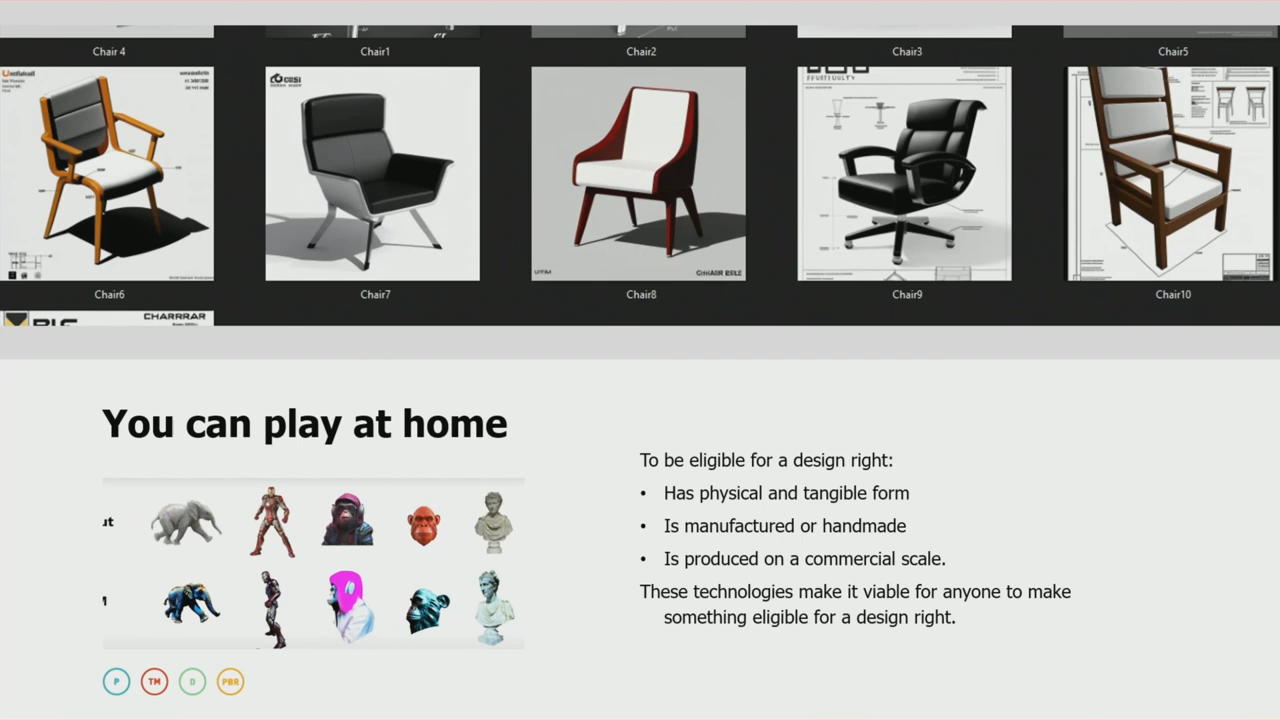 Chair 4
Chair1
Chair2
Chair3
Chair5
Chair6
Chair7
Chair8
CHAIR
Chair9
Chair10
CHARRRAR
You can play at home
To be eligible for a design right:
• Has physical and tangible form
• Is manufactured or handmade
• Is produced on a commercial scale.
These technologies make it viable for anyone to make
something eligible for a design right.
P
TM
D
PBR